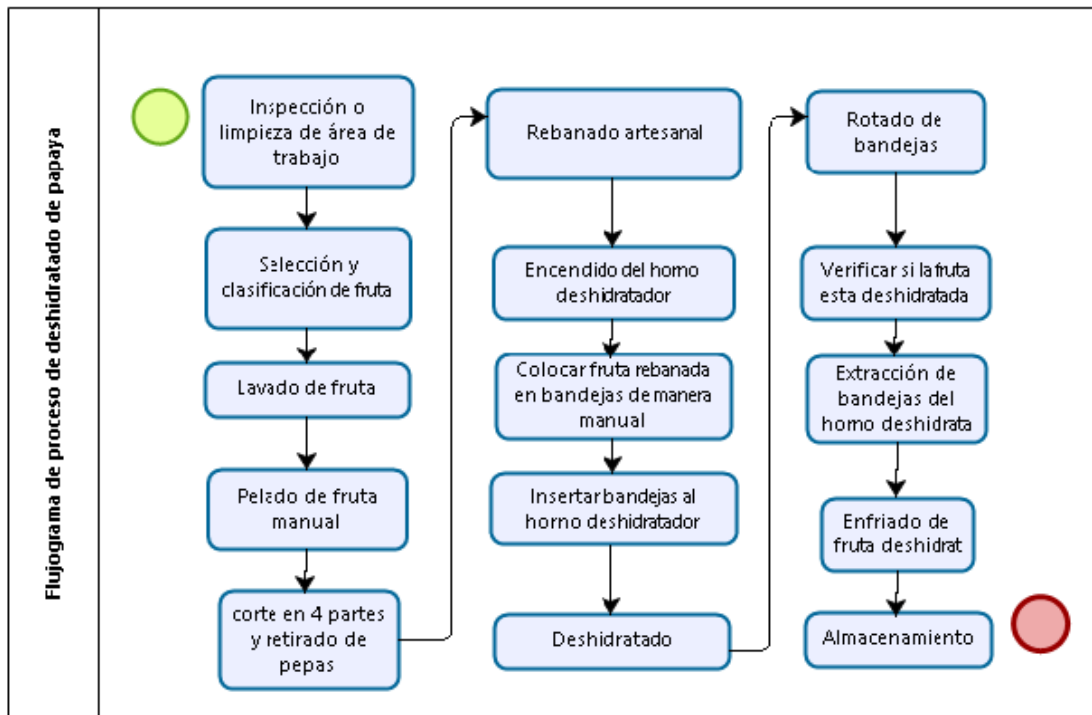 Flujograma de proceso de deshidratado de papaya
Inspección o
limpieza de área de
trabajo
Selección y
clasificación de fruta
Lavado de fruta
Pelado de fruta
manual
corte en 4 partes
y retirado de
pepas
Rebanado artesanal
Encendido del horno
deshidratador
Colocar fruta rebanada
en bandejas de manera
manual
Insertar bandejas al
horno deshidratador
Deshidratado
Rotado de
bandejas
Verificar si la fruta
esta deshidratada
Extracción de
bandejas del
horno deshidrata
Enfriado de
fruta deshidrat
Almacenamiento